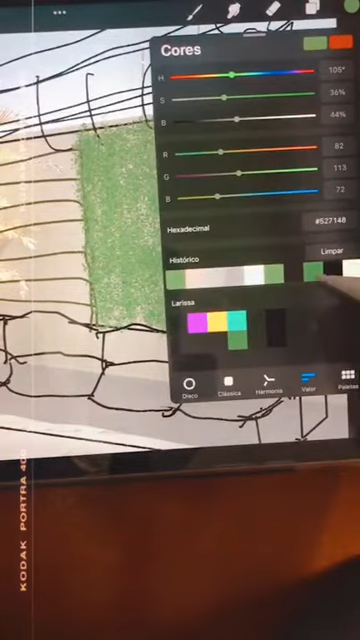 •••
Cores
H 105°
S 36%
B 44%
R 82
G 113
B 72
Hexadecimal #527148
Histórico Limpar
Larissa
Disco Clássica Harmonia Valor Paletas
KODAK PORTRA 400